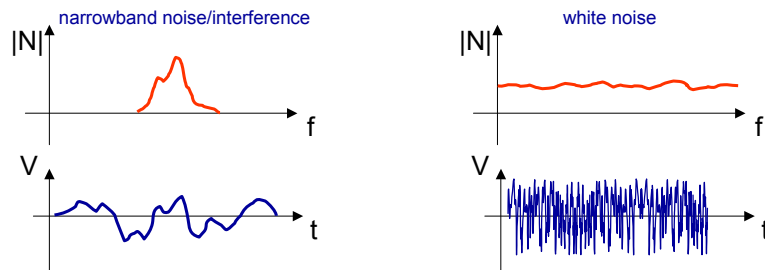 narrowband noise/interference
|N|
f
V
t
white noise
|N|
f
V
t